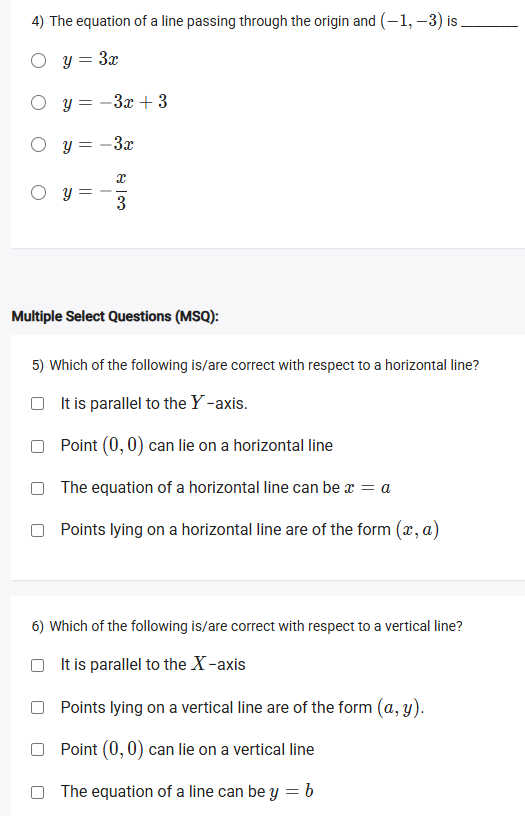 4) The equation of a line passing through the origin and (−1, −3) is ________
y = 3x
y = −3x + 3
y = −3x
y = −x/3
Multiple Select Questions (MSQ):
5) Which of the following is/are correct with respect to a horizontal line?
It is parallel to the Y-axis.
Point (0, 0) can lie on a horizontal line
The equation of a horizontal line can be x = a
Points lying on a horizontal line are of the form (x, a)
6) Which of the following is/are correct with respect to a vertical line?
It is parallel to the X-axis
Points lying on a vertical line are of the form (a, y).
Point (0, 0) can lie on a vertical line
The equation of a line can be y = b